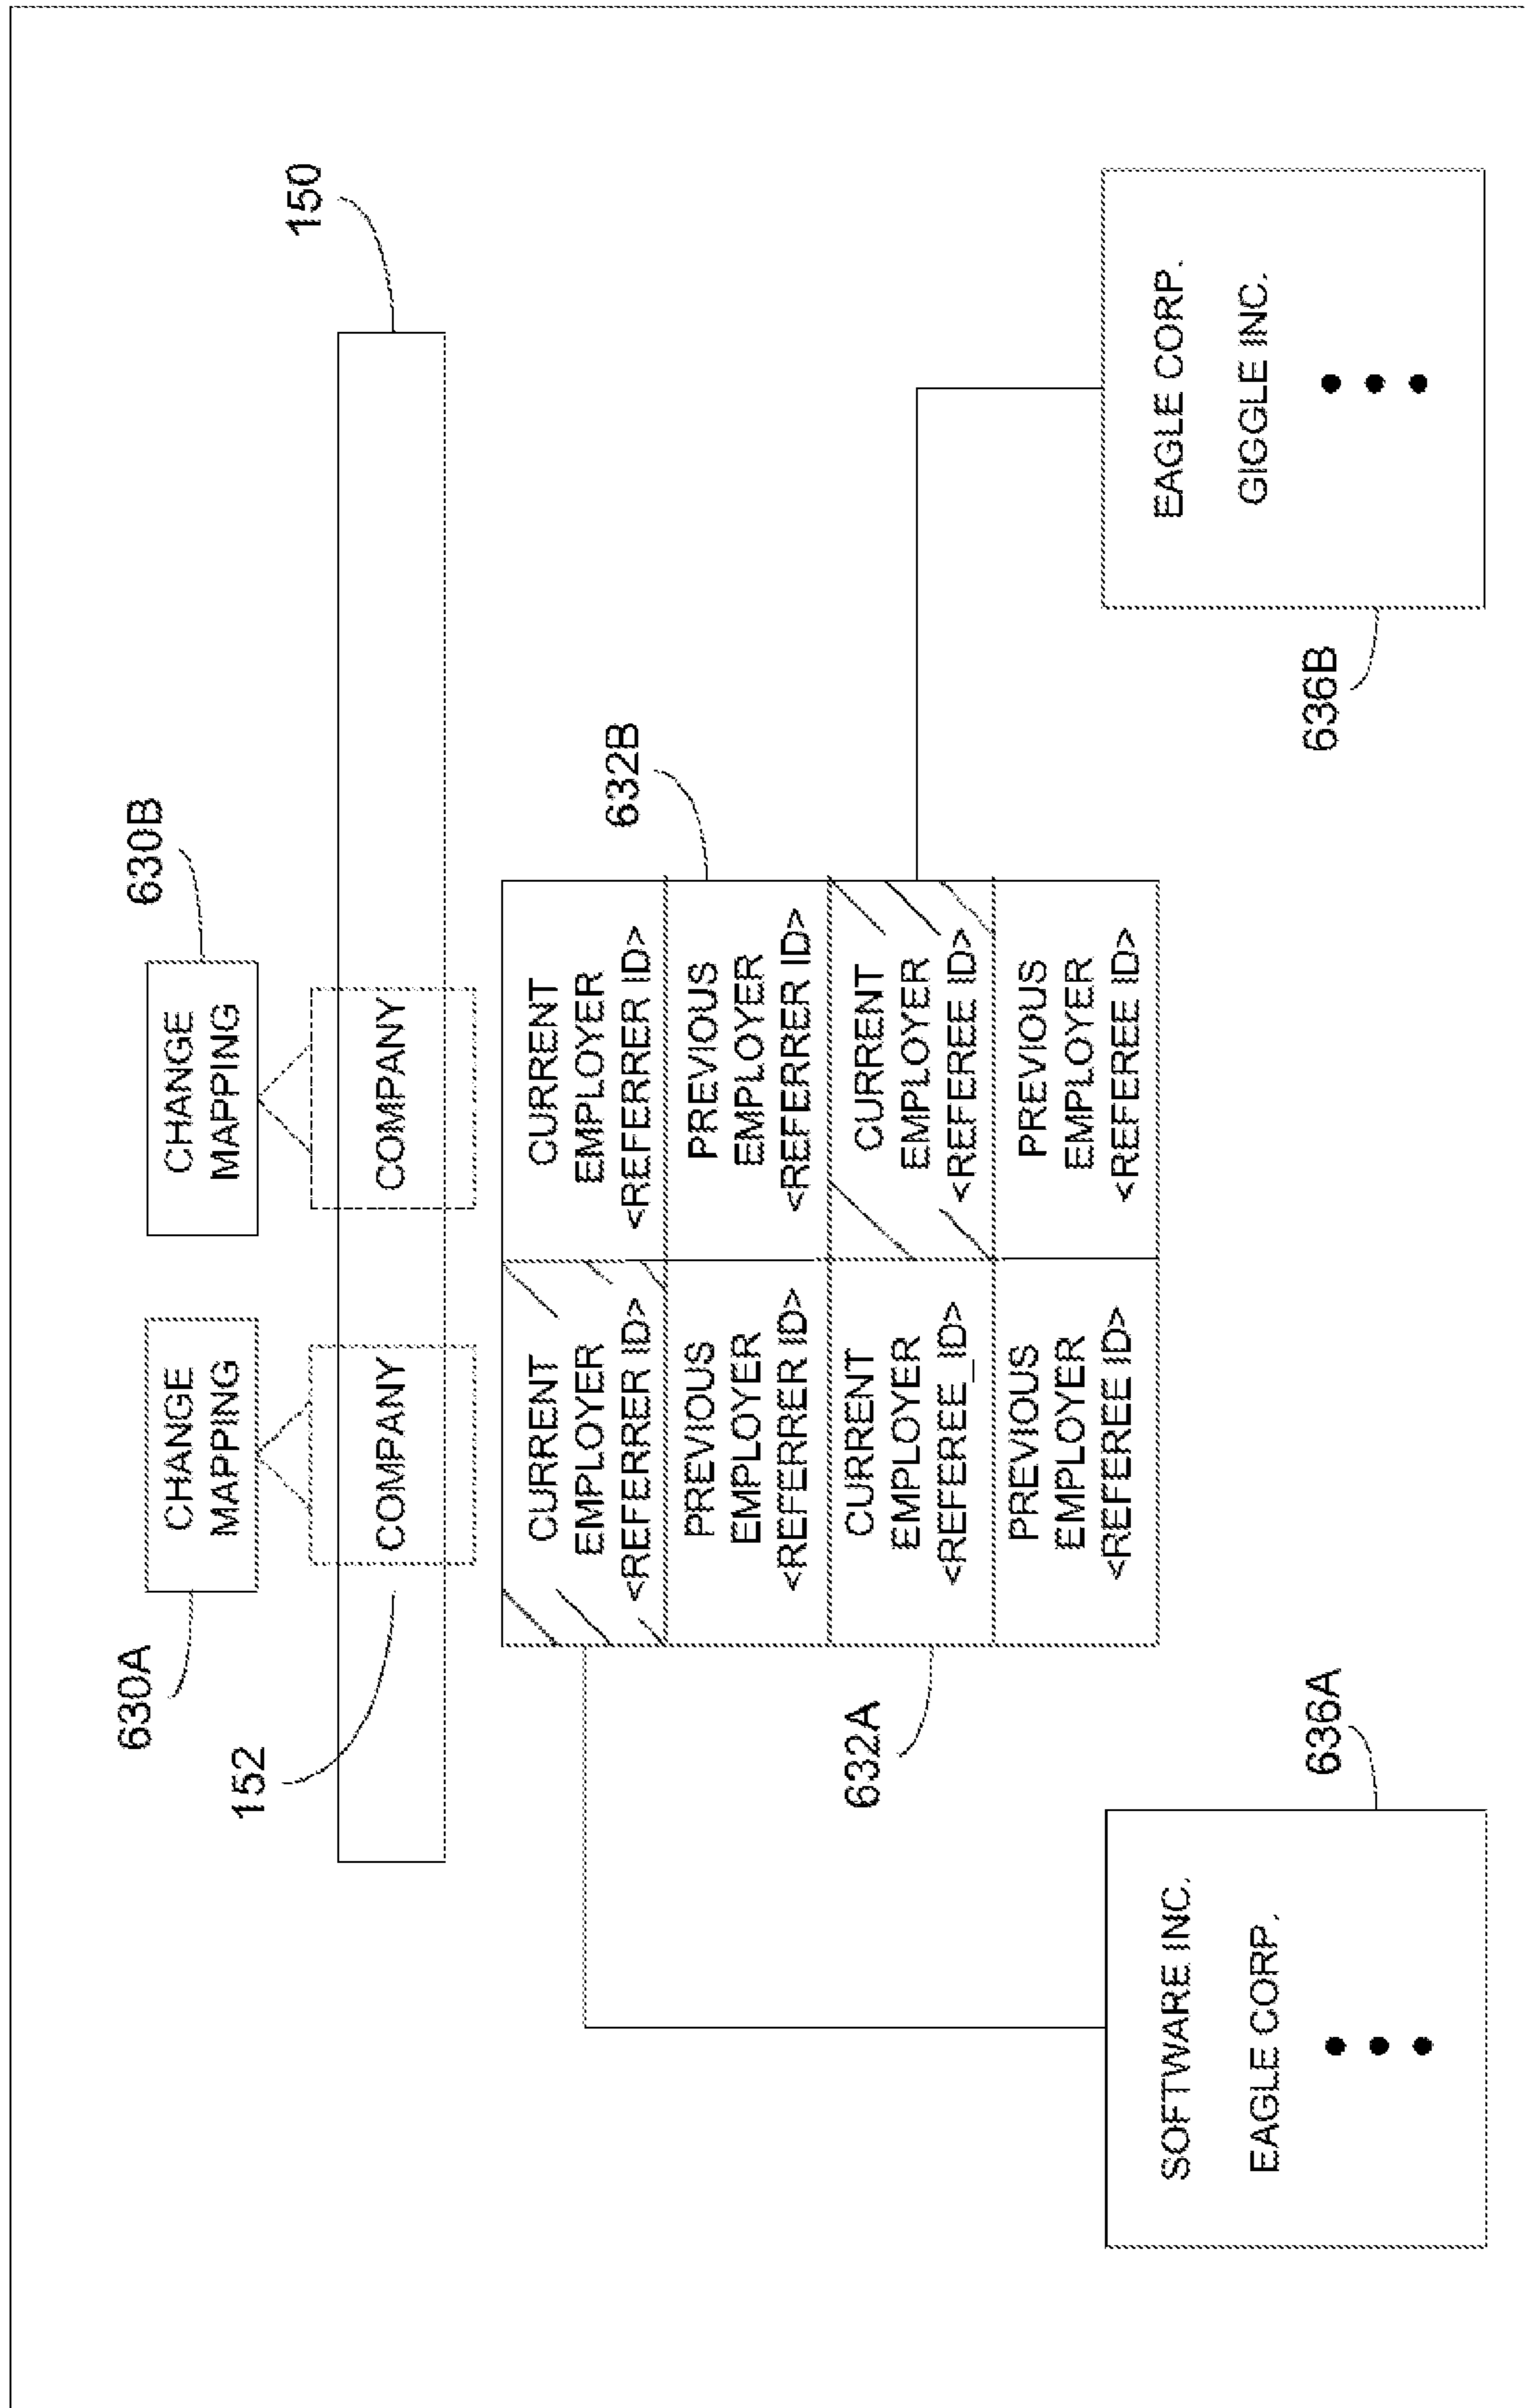 630A
630B
CHANGE
MAPPING
CHANGE
MAPPING
152
150
COMPANY
COMPANY
CURRENT
EMPLOYER
<REFERRER ID>
CURRENT
EMPLOYER
<REFERRER ID>
PREVIOUS
EMPLOYER
<REFERRER ID>
PREVIOUS
EMPLOYER
<REFERRER ID>
632B
CURRENT
EMPLOYER
<REFEREE_ID>
CURRENT
EMPLOYER
<REFEREE ID>
632A
PREVIOUS
EMPLOYER
<REFEREE ID>
PREVIOUS
EMPLOYER
<REFEREE ID>
SOFTWARE INC.
EAGLE CORP.
636A
EAGLE CORP.
GIGGLE INC.
636B